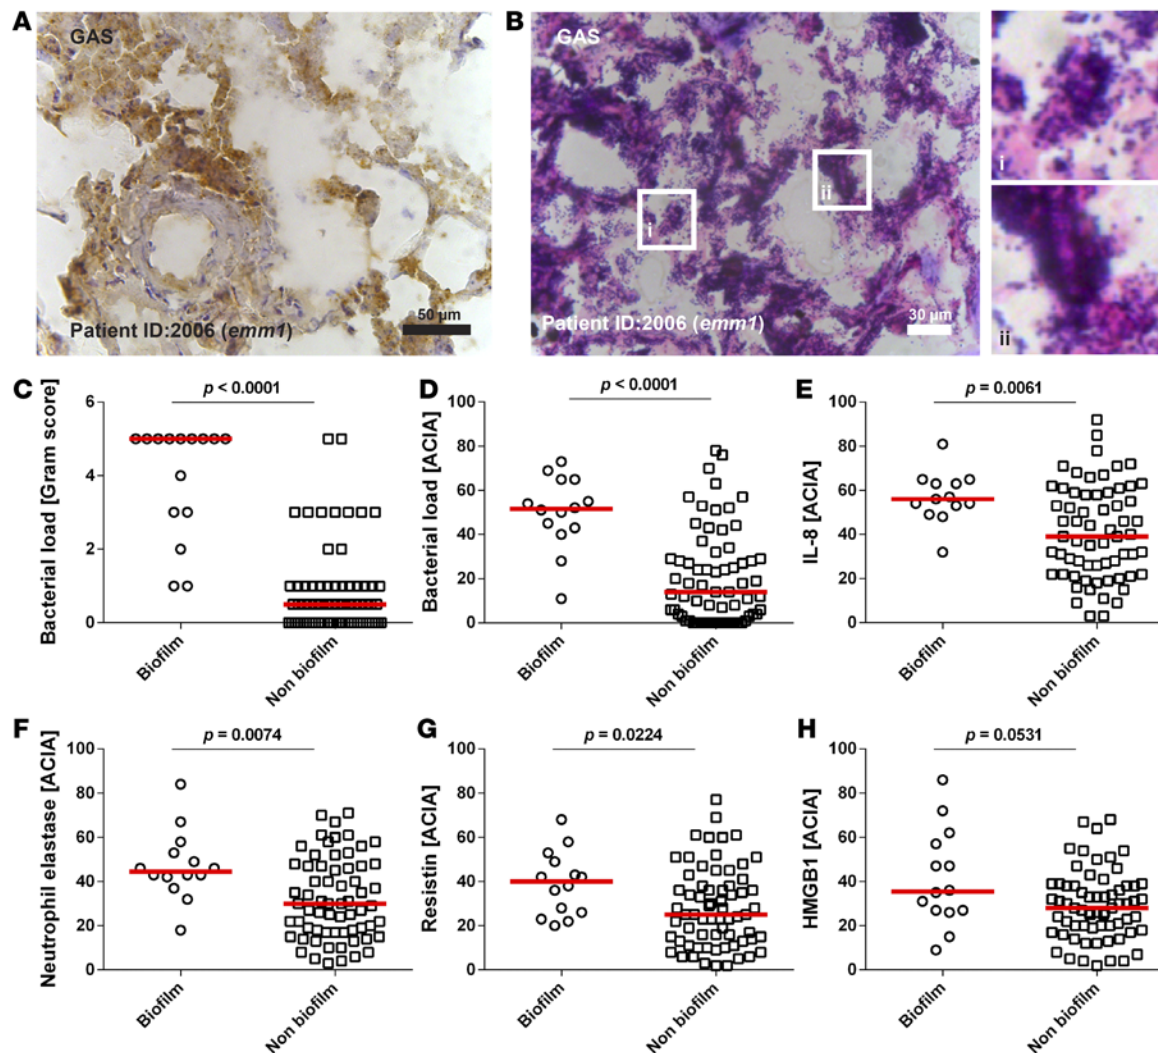 A
GAS
Patient ID:2006 (emm1)
50 µm
B
GAS
i
ii
Patient ID:2006 (emm1)
30 µm
i
ii
C
p < 0.0001
Bacterial load [Gram score]
6
4
2
0
Biofilm
Non biofilm
D
p < 0.0001
Bacterial load [ACIA]
100
80
60
40
20
0
Biofilm
Non biofilm
E
p = 0.0061
IL-8 [ACIA]
100
80
60
40
20
0
Biofilm
Non biofilm
F
p = 0.0074
Neutrophil elastase [ACIA]
100
80
60
40
20
0
Biofilm
Non biofilm
G
p = 0.0224
Resistin [ACIA]
100
80
60
40
20
0
Biofilm
Non biofilm
H
p = 0.0531
HMGB1 [ACIA]
100
80
60
40
20
0
Biofilm
Non biofilm